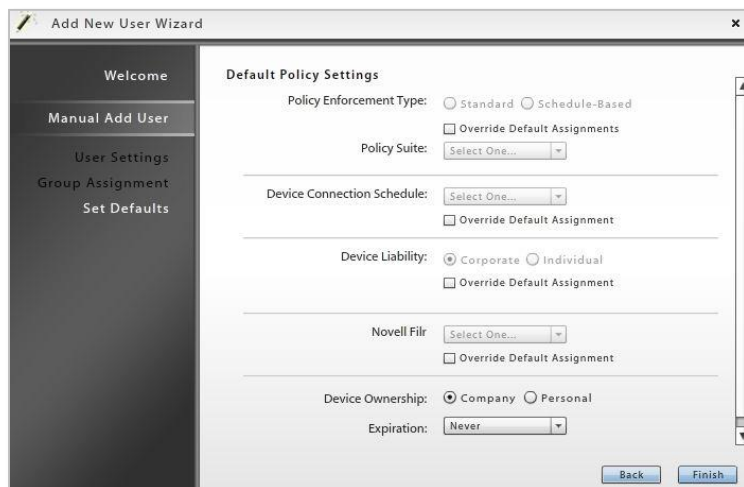 Add New User Wizard
x
Welcome
Manual Add User
User Settings
Group Assignment
Set Defaults
Default Policy Settings
Policy Enforcement Type: Standard Schedule-Based
Override Default Assignments
Policy Suite: Select One...
Device Connection Schedule: Select One...
Override Default Assignment
Device Liability: Corporate Individual
Override Default Assignment
Novell Filr Select One...
Override Default Assignment
Device Ownership: Company Personal
Expiration: Never
Back Finish